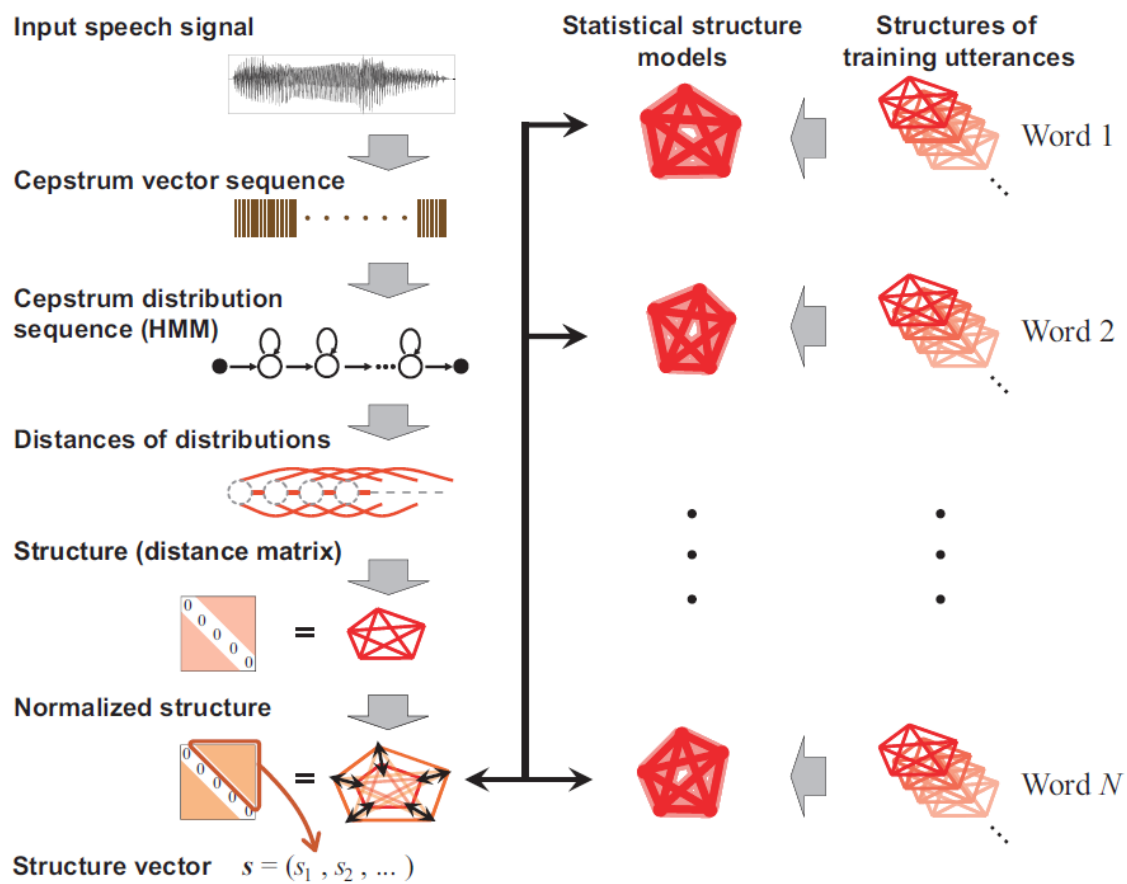 Input speech signal
Cepstrum vector sequence
Cepstrum distribution
sequence (HMM)
Distances of distributions
Structure (distance matrix)
0
0
0
0
0
=
Normalized structure
0
0
0
0
0
=
Structure vector s = (s1 , s2 , ... )
Statistical structure
models
Structures of
training utterances
Word 1
Word 2
Word N